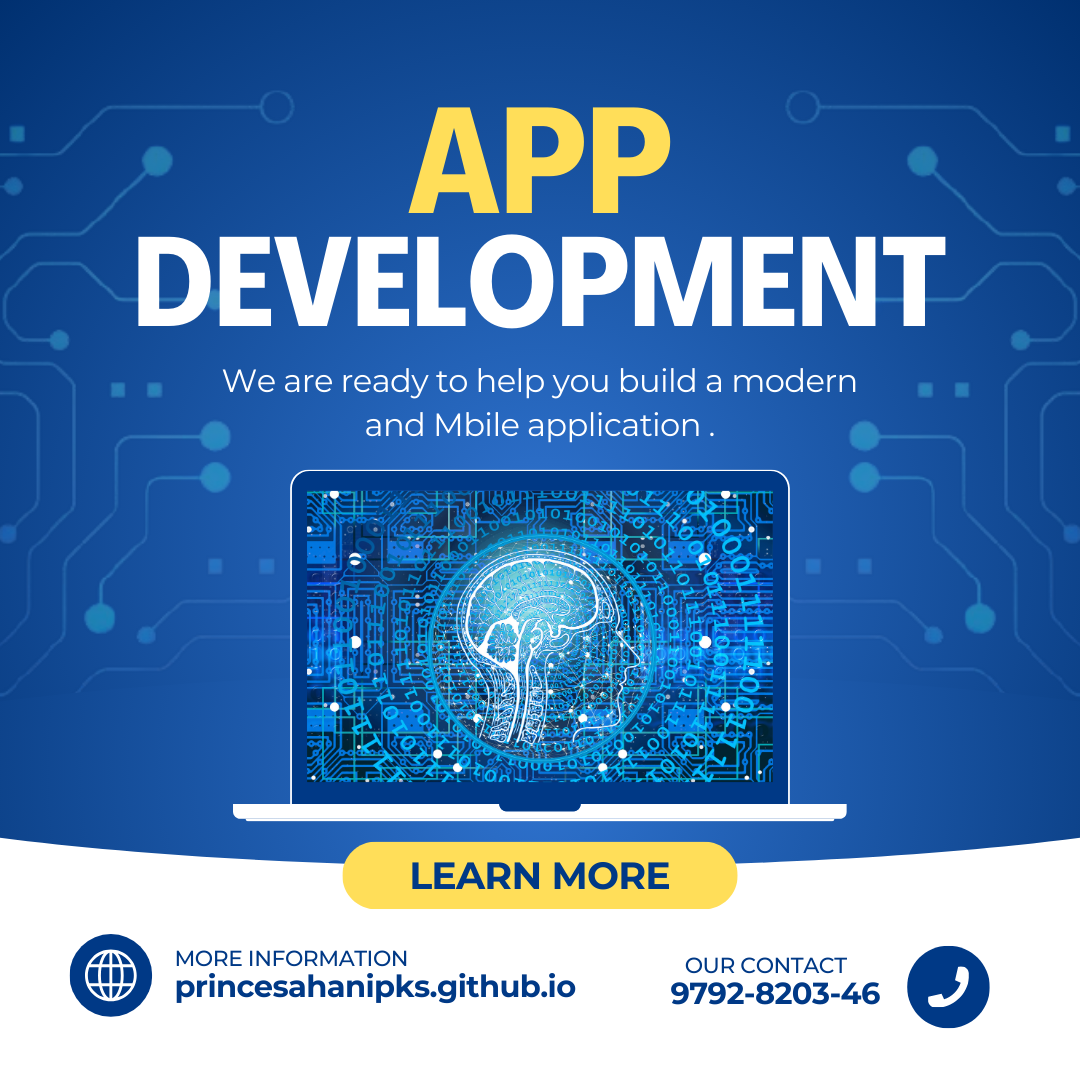 APP
DEVELOPMENT
We are ready to help you build a modern
and Mbile application .
LEARN MORE
MORE INFORMATION
princesahanipks.github.io
OUR CONTACT
9792-8203-46